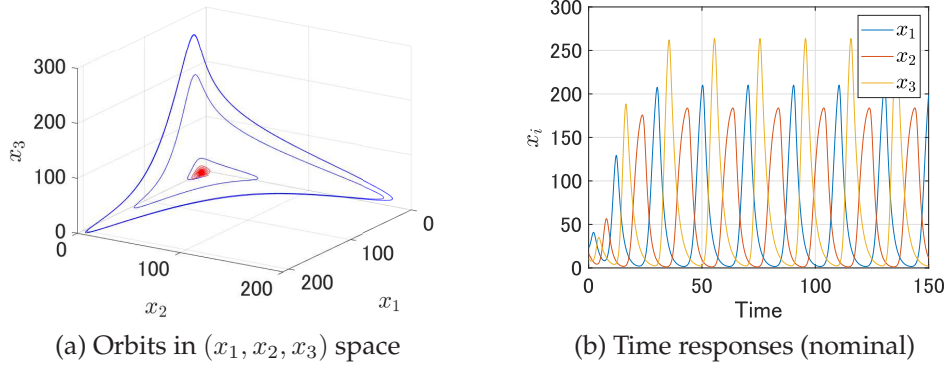 300
200
100
0
x₃
0
100
200
x₂
200
100
0
x₁
(a) Orbits in (x₁, x₂, x₃) space
300
250
200
150
100
50
0
xᵢ
x₁
x₂
x₃
0
50
100
150
Time
(b) Time responses (nominal)